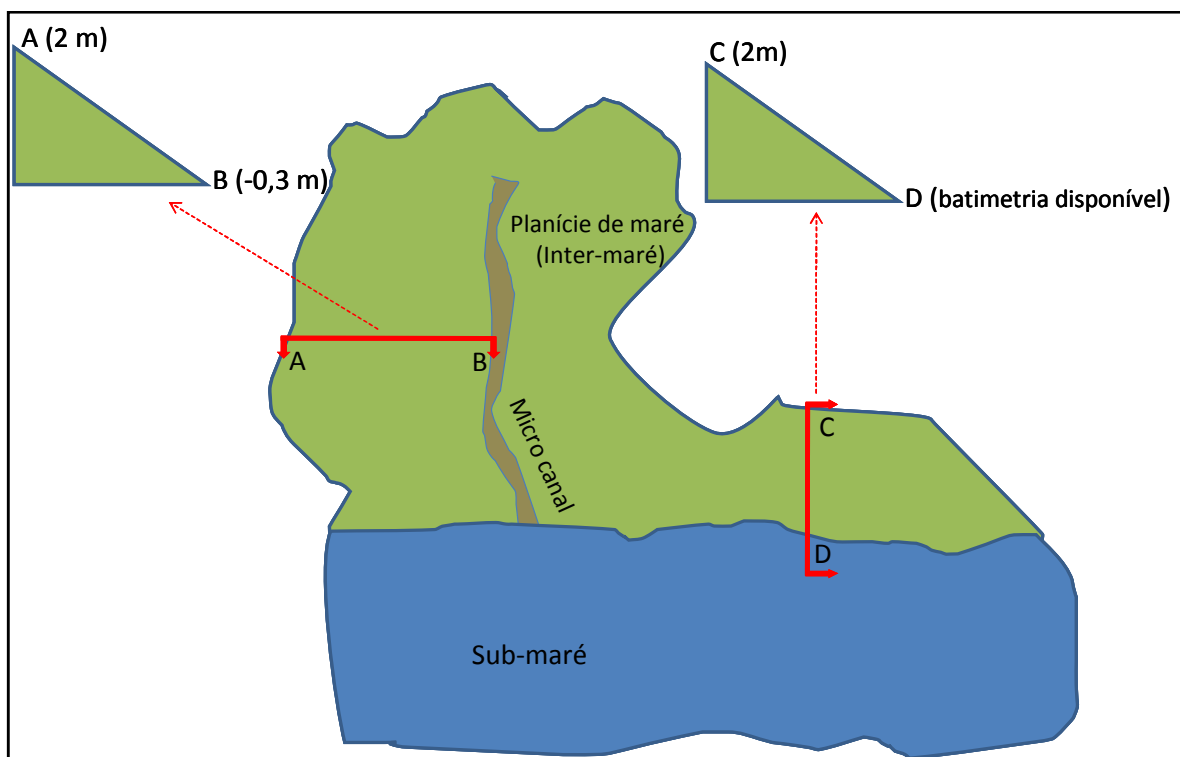 A (2 m)
B (-0,3 m)
C (2m)
D (batimetria disponível)
Planície de maré
(Inter-maré)
A
B
Micro canal
C
D
Sub-maré